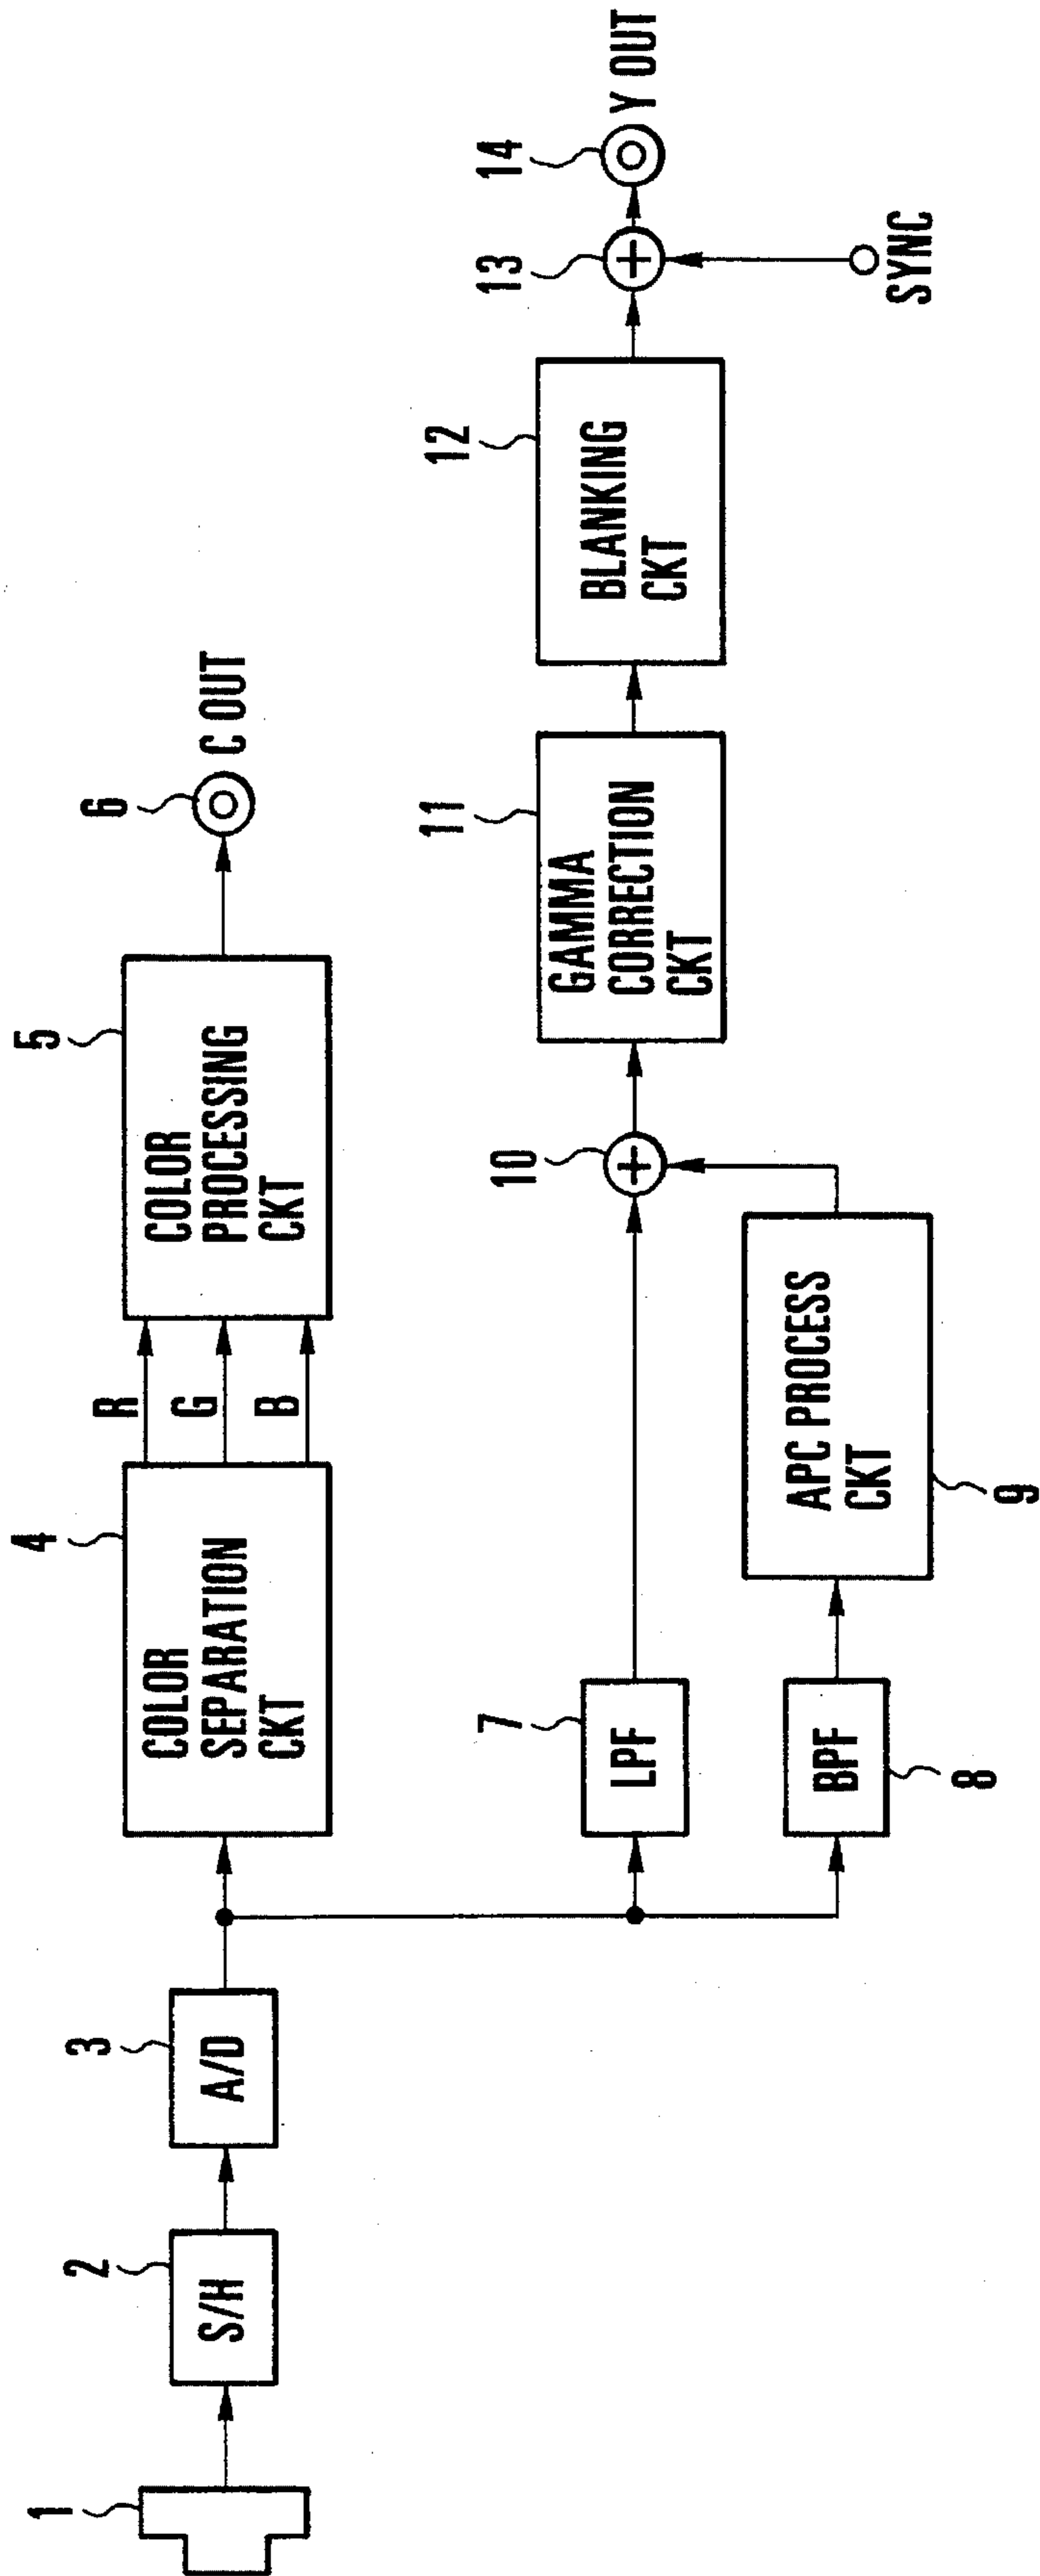 1
2
S/H
3
A/D
4
COLOR
SEPARATION
CKT
R
G
B
5
COLOR
PROCESSING
CKT
6
C OUT
7
LPF
8
BPF
9
APC PROCESS
CKT
10
11
GAMMA
CORRECTION
CKT
12
BLANKING
CKT
13
SYNC
14
Y OUT